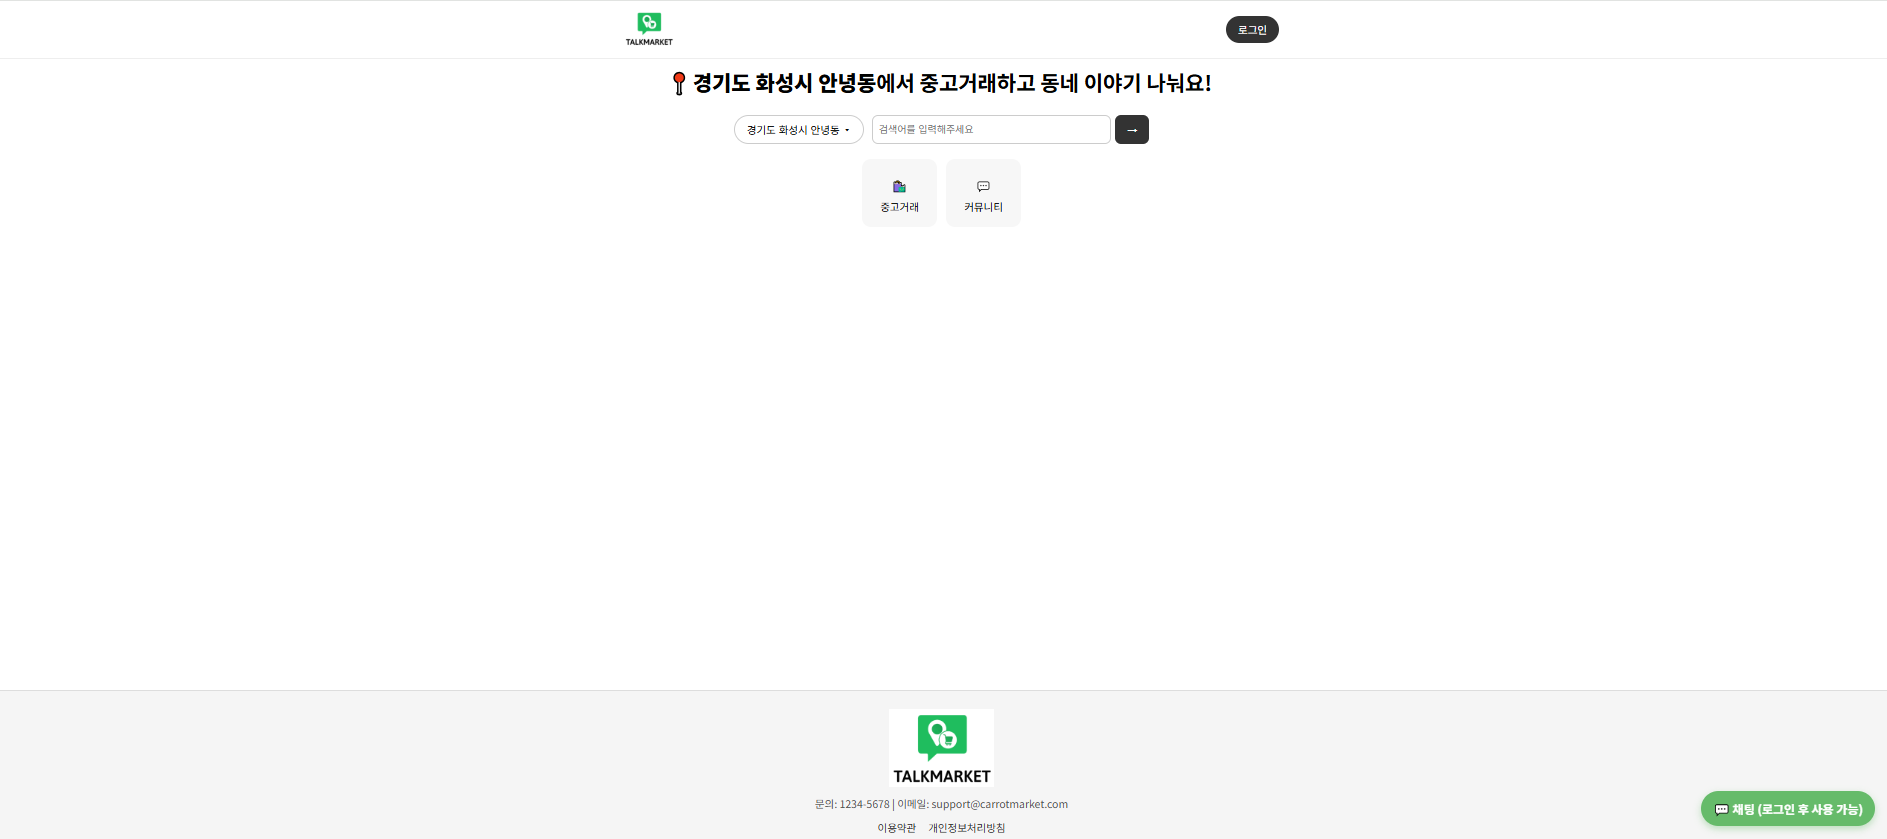 TALKMARKET
로그인
경기도 화성시 안녕동에서 중고거래하고 동네 이야기 나눠요!
경기도 화성시 안녕동
검색어를 입력해주세요
→
중고거래
커뮤니티
TALKMARKET
문의: 1234-5678 | 이메일: support@carrotmarket.com
이용약관 개인정보처리방침
채팅 (로그인 후 사용 가능)